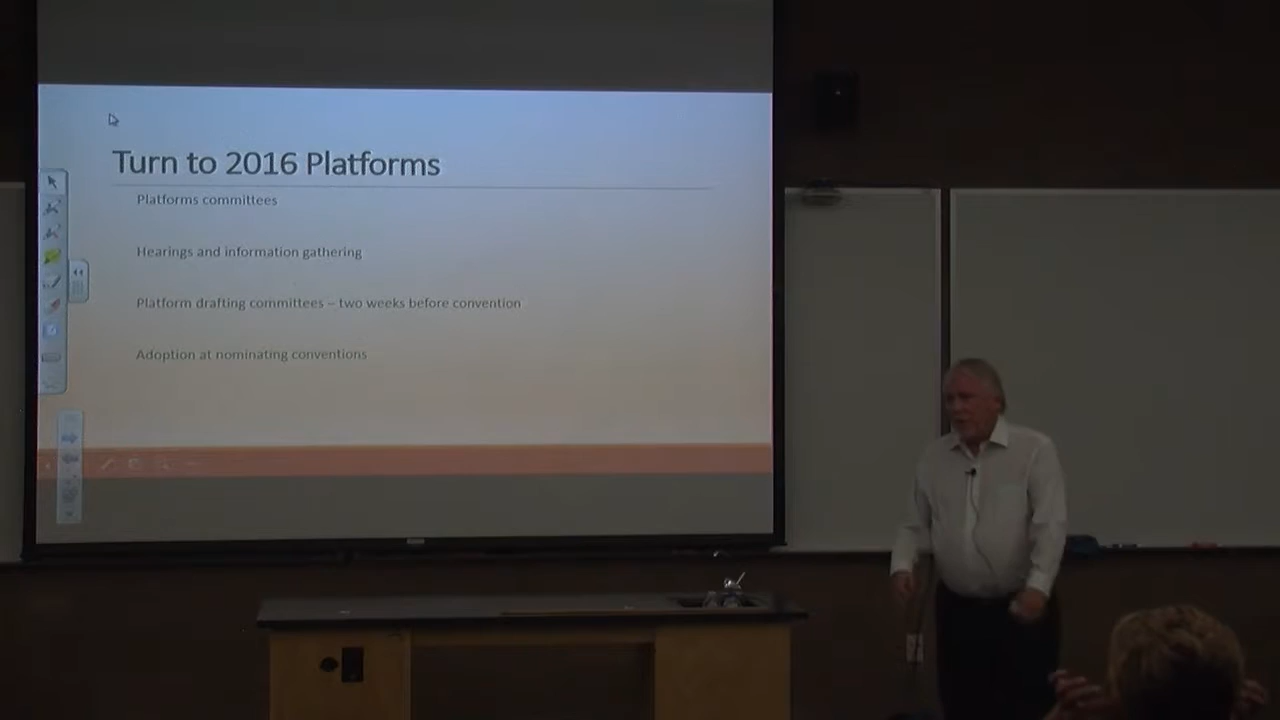 Turn to 2016 Platforms
Platforms committees
Hearings and information gathering
Platform drafting committees – two weeks before convention
Adoption at nominating conventions